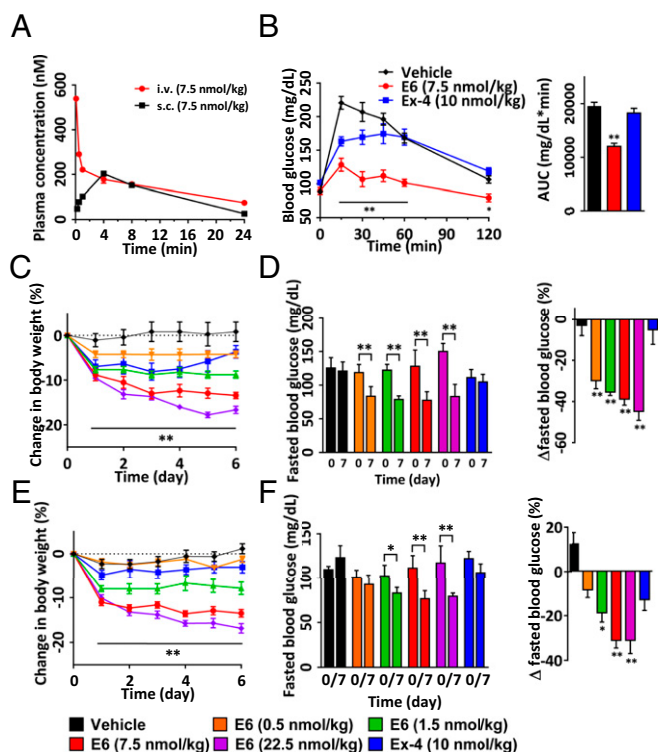 A
Plasma concentration (nM)
600
400
200
0
i.v. (7.5 nmol/kg)
s.c. (7.5 nmol/kg)
0 4 8 12 16 20 24
Time (min)
B
Blood glucose (mg/dL)
250
200
150
100
50
Vehicle
E6 (7.5 nmol/kg)
Ex-4 (10 nmol/kg)
**
*
0 30 60 90 120
Time (min)
AUC (mg/dL*min)
20000
10000
0
**
C
Change in body weight (%)
0
-10
-20
**
0 2 4 6
Time (day)
D
Fasted blood glucose (mg/dL)
200
150
100
50
0
** ** ** **
0 7 0 7 0 7 0 7 0 7 0 7
Time (day)
Δfasted blood glucose (%)
0
-20
-40
-60
** ** ** **
E
Change in body weight (%)
0
-10
-20
**
0 2 4 6
Time (day)
F
Fasted blood glucose (mg/dL)
150
100
50
0
* ** **
0/7 0/7 0/7 0/7 0/7 0/7
Time (day)
Δ fasted blood glucose (%)
20
0
-20
-40
* ** **
Vehicle E6 (0.5 nmol/kg) E6 (1.5 nmol/kg)
E6 (7.5 nmol/kg) E6 (22.5 nmol/kg) Ex-4 (10 nmol/kg)